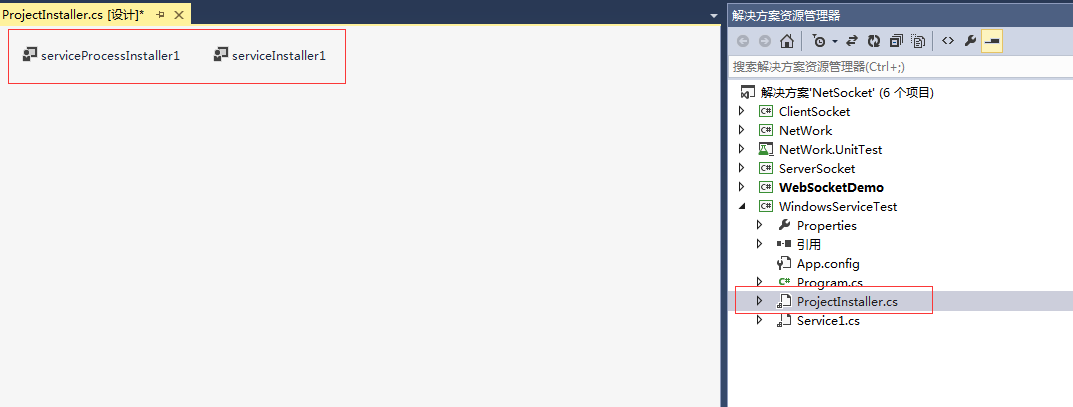 ProjectInstaller.cs [设计]*
serviceProcessInstaller1
serviceInstaller1
解决方案资源管理器
搜索解决方案资源管理器(Ctrl+;)
解决方案'NetSocket' (6 个项目)
ClientSocket
NetWork
NetWork.UnitTest
ServerSocket
WebSocketDemo
WindowsServiceTest
Properties
引用
App.config
Program.cs
ProjectInstaller.cs
Service1.cs